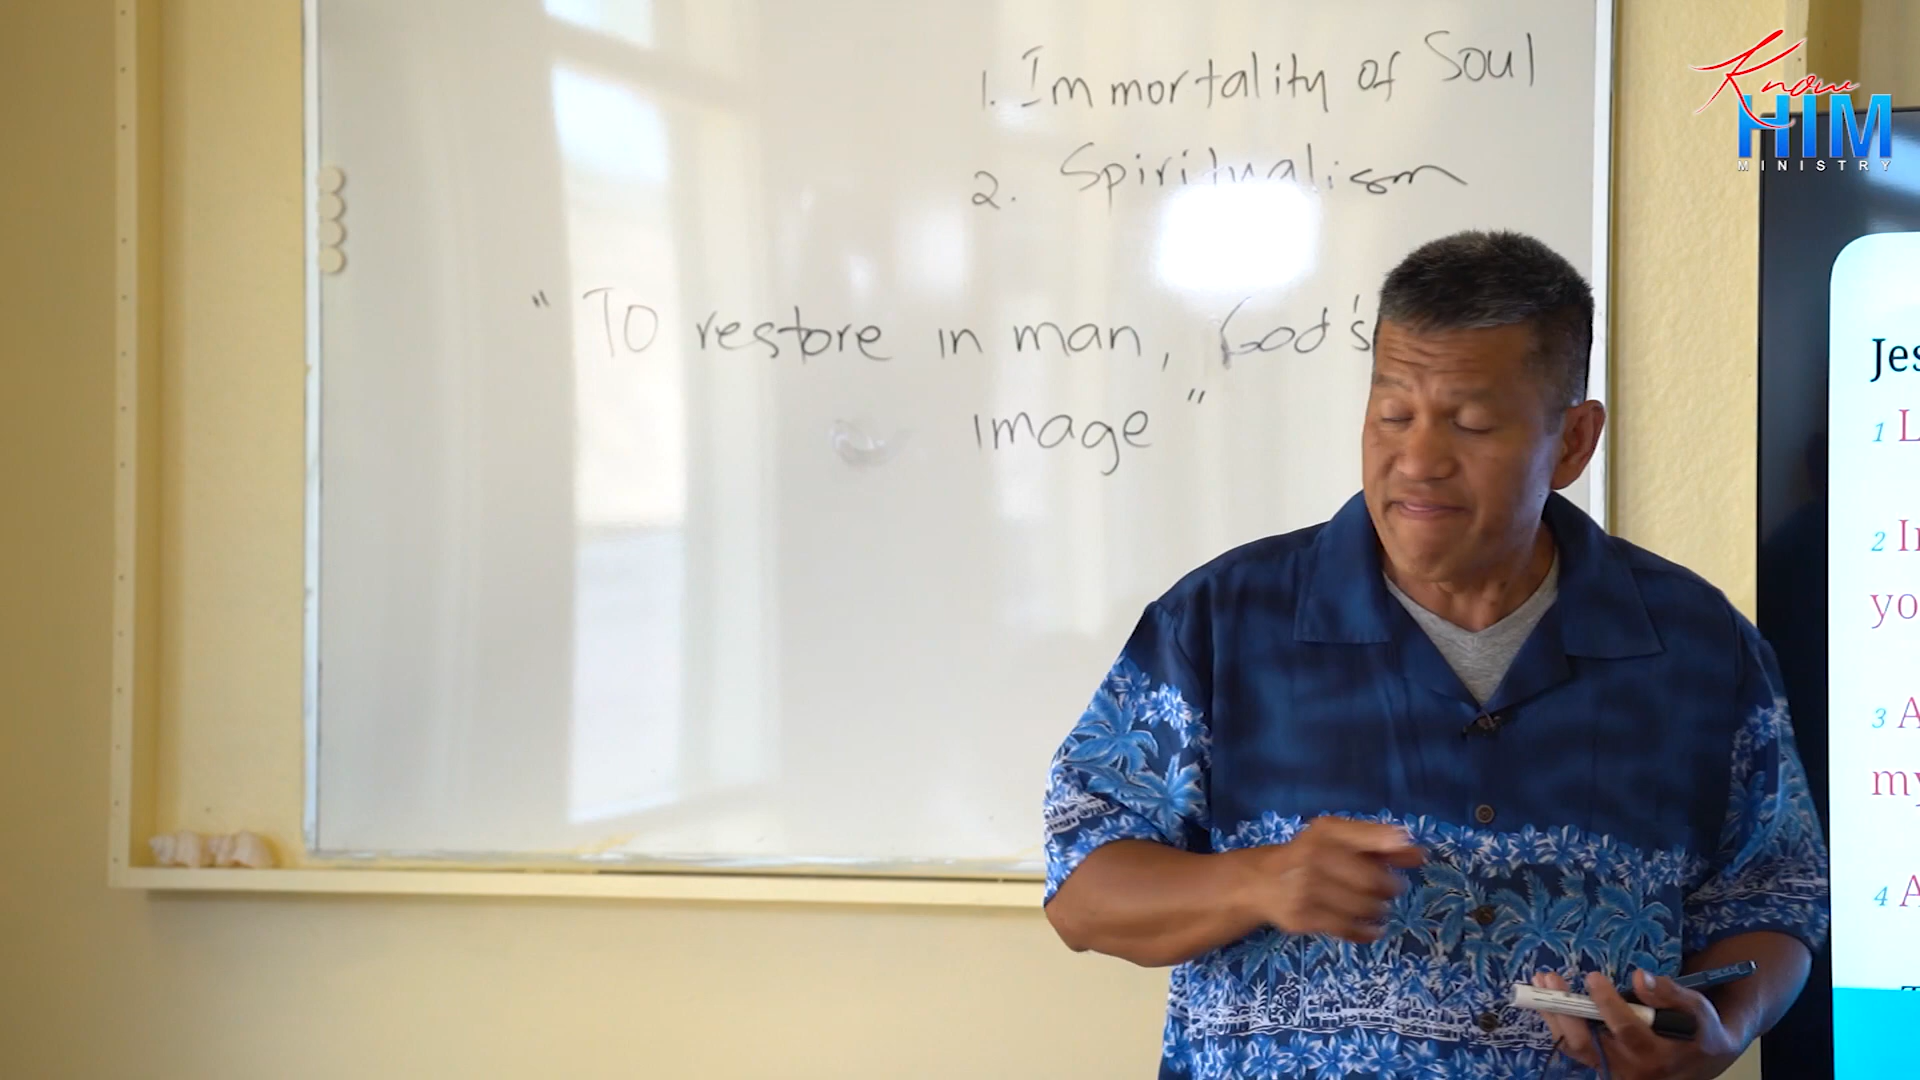 1. Immortality of Soul
2. Spiritualism
" To restore in man, God's
image "
Know
HIM
MINISTRY
Jes
1 L
2 I
yo
3 A
my
4 A